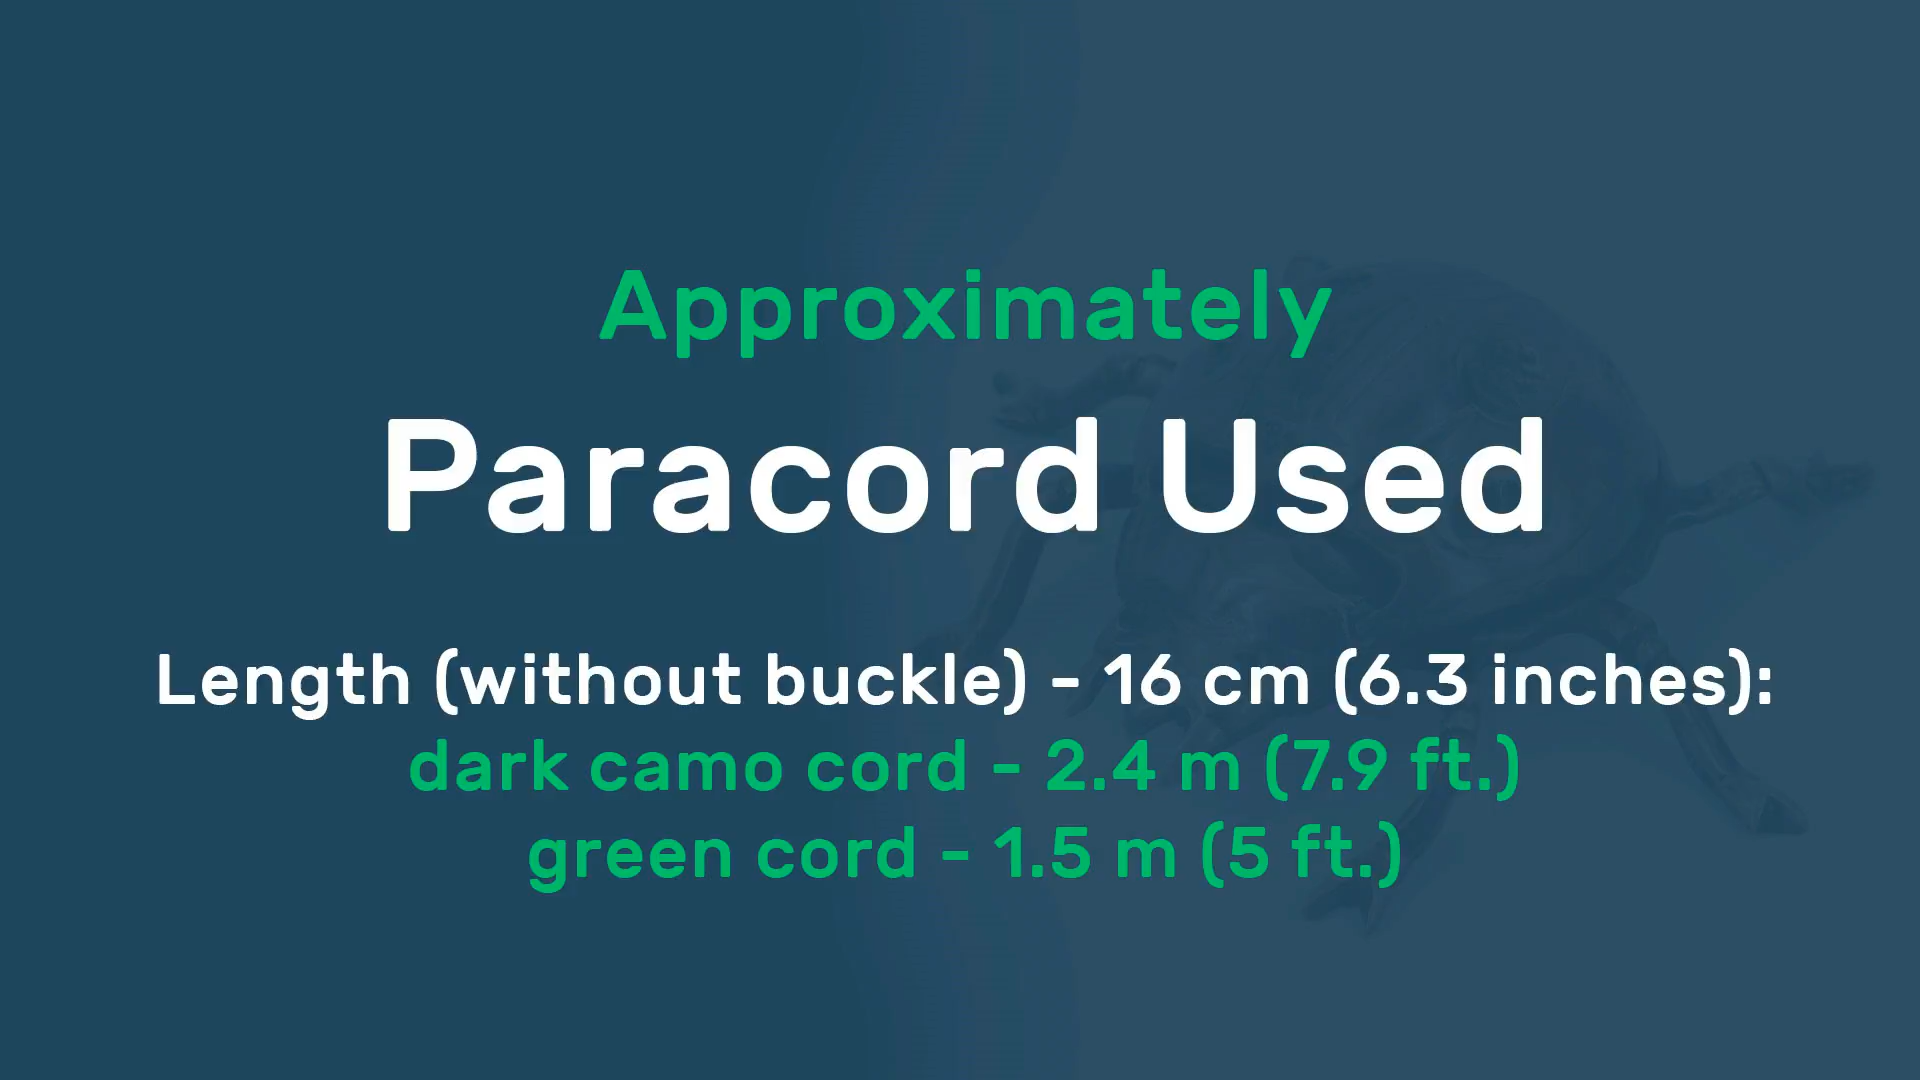 Approximately
Paracord Used
Length (without buckle) - 16 cm (6.3 inches):
dark camo cord - 2.4 m (7.9 ft.)
green cord - 1.5 m (5 ft.)